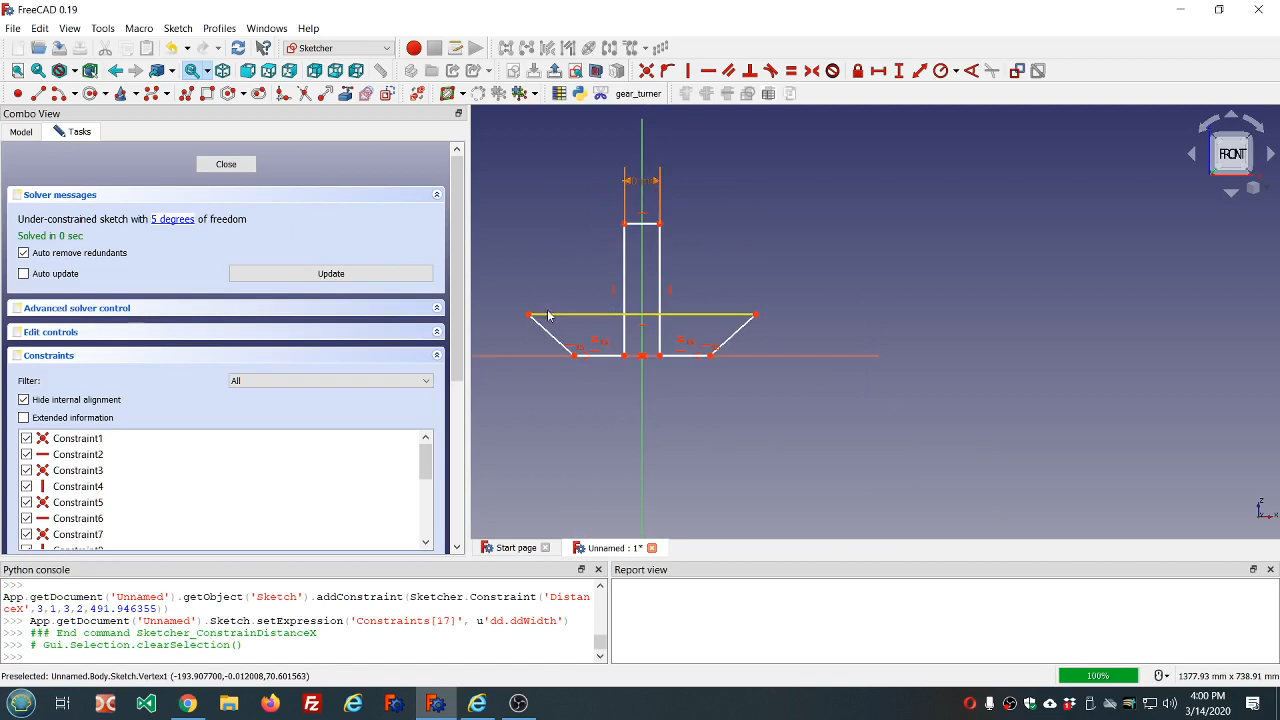 FreeCAD 0.19
File Edit View Tools Macro Sketch Profiles Windows Help
Sketcher
gear_turner
Combo View
Model Tasks
Close
Solver messages
Under-constrained sketch with 5 degrees of freedom
Solved in 0 sec
Auto remove redundants
Auto update Update
Advanced solver control
Edit controls
Constraints
Filter: All
Hide internal alignment
Extended information
Constraint1
Constraint2
Constraint3
Constraint4
Constraint5
Constraint6
Constraint7
FRONT
Z
X
Start page Unnamed : 1*
Python console
>>>
App.getDocument('Unnamed').getObject('Sketch').addConstraint(Sketcher.Constraint('Distan
ceX',3,1,3,2,491.946355))
>>> App.getDocument('Unnamed').Sketch.setExpression('Constraints[17]', u'dd.ddWidth')
>>> ### End command Sketcher_ConstrainDistanceX
>>> # Gui.Selection.clearSelection()
>>>
Report view
Preselected: Unnamed.Body.Sketch.Vertex1 (-193.907700,-0.012008,70.601563)
100%
1377.93 mm x 738.91 mm
4:00 PM
3/14/2020